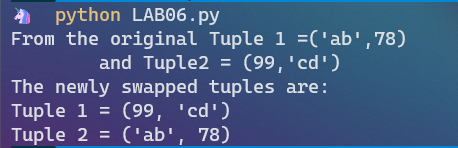 python LAB06.py
From the original Tuple 1 =('ab',78)
and Tuple2 = (99,'cd')
The newly swapped tuples are:
Tuple 1 = (99, 'cd')
Tuple 2 = ('ab', 78)